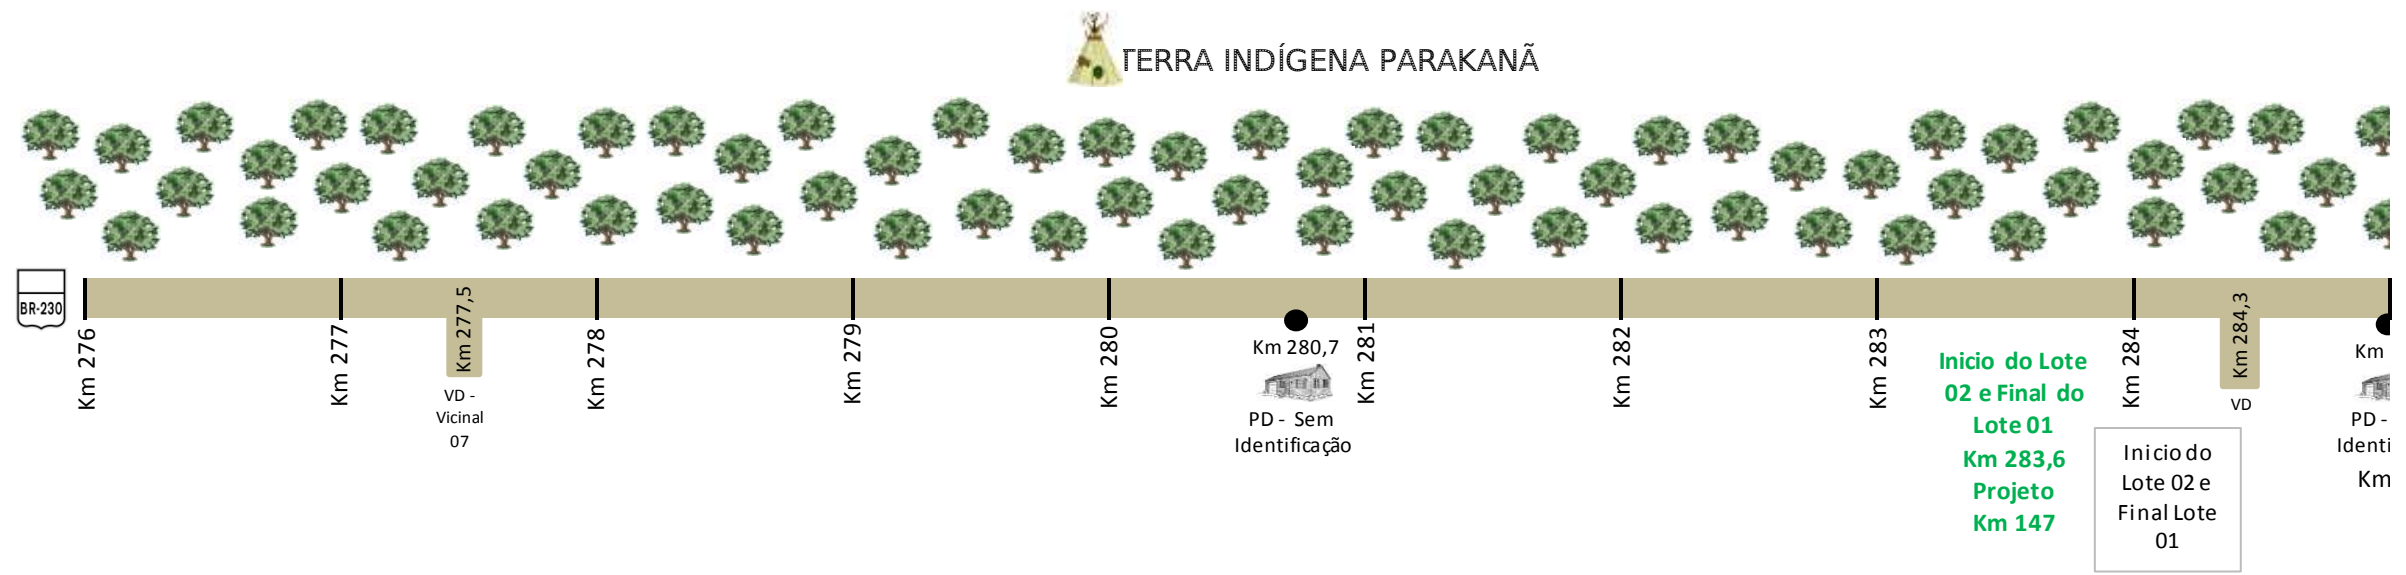 TERRA INDÍGENA PARAKANÃ
BR-230
Km 276
Km 277
Km 277,5
VD -
Vicinal
07
Km 278
Km 279
Km 280
Km 280,7
PD - Sem
Identificação
Km 281
Km 282
Km 283
Inicio do Lote
02 e Final do
Lote 01
Km 283,6
Projeto
Km 147
Km 284
Inicio do
Lote 02 e
Final Lote
01
Km 284,3
VD
Km
PD -
Identi
Km